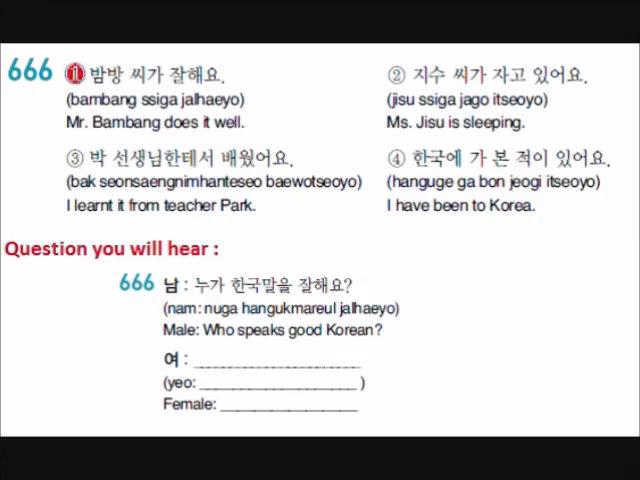 666 ① 밤방 씨가 잘해요.
(bambang ssiga jalhaeyo)
Mr. Bambang does it well.
② 지수 씨가 자고 있어요.
(jisu ssiga jago itseoyo)
Ms. Jisu is sleeping.
③ 박 선생님한테서 배웠어요.
(bak seonsaengnimhanteseo baewotseoyo)
I learnt it from teacher Park.
④ 한국에 가 본 적이 있어요.
(hanguge ga bon jeogi itseoyo)
I have been to Korea.
Question you will hear :
666 남 : 누가 한국말을 잘해요?
(nam: nuga hangukmareul jalhaeyo)
Male: Who speaks good Korean?
여 : ____________________
(yeo: __________________ )
Female: ________________